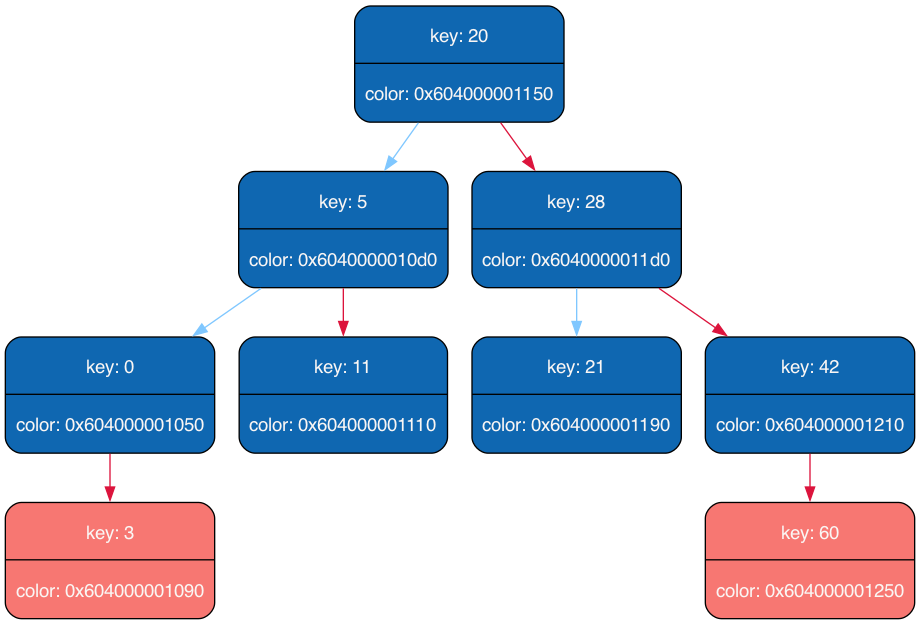 key: 20
color: 0x604000001150
key: 5
color: 0x6040000010d0
key: 28
color: 0x6040000011d0
key: 0
color: 0x604000001050
key: 11
color: 0x604000001110
key: 21
color: 0x604000001190
key: 42
color: 0x604000001210
key: 3
color: 0x604000001090
key: 60
color: 0x604000001250